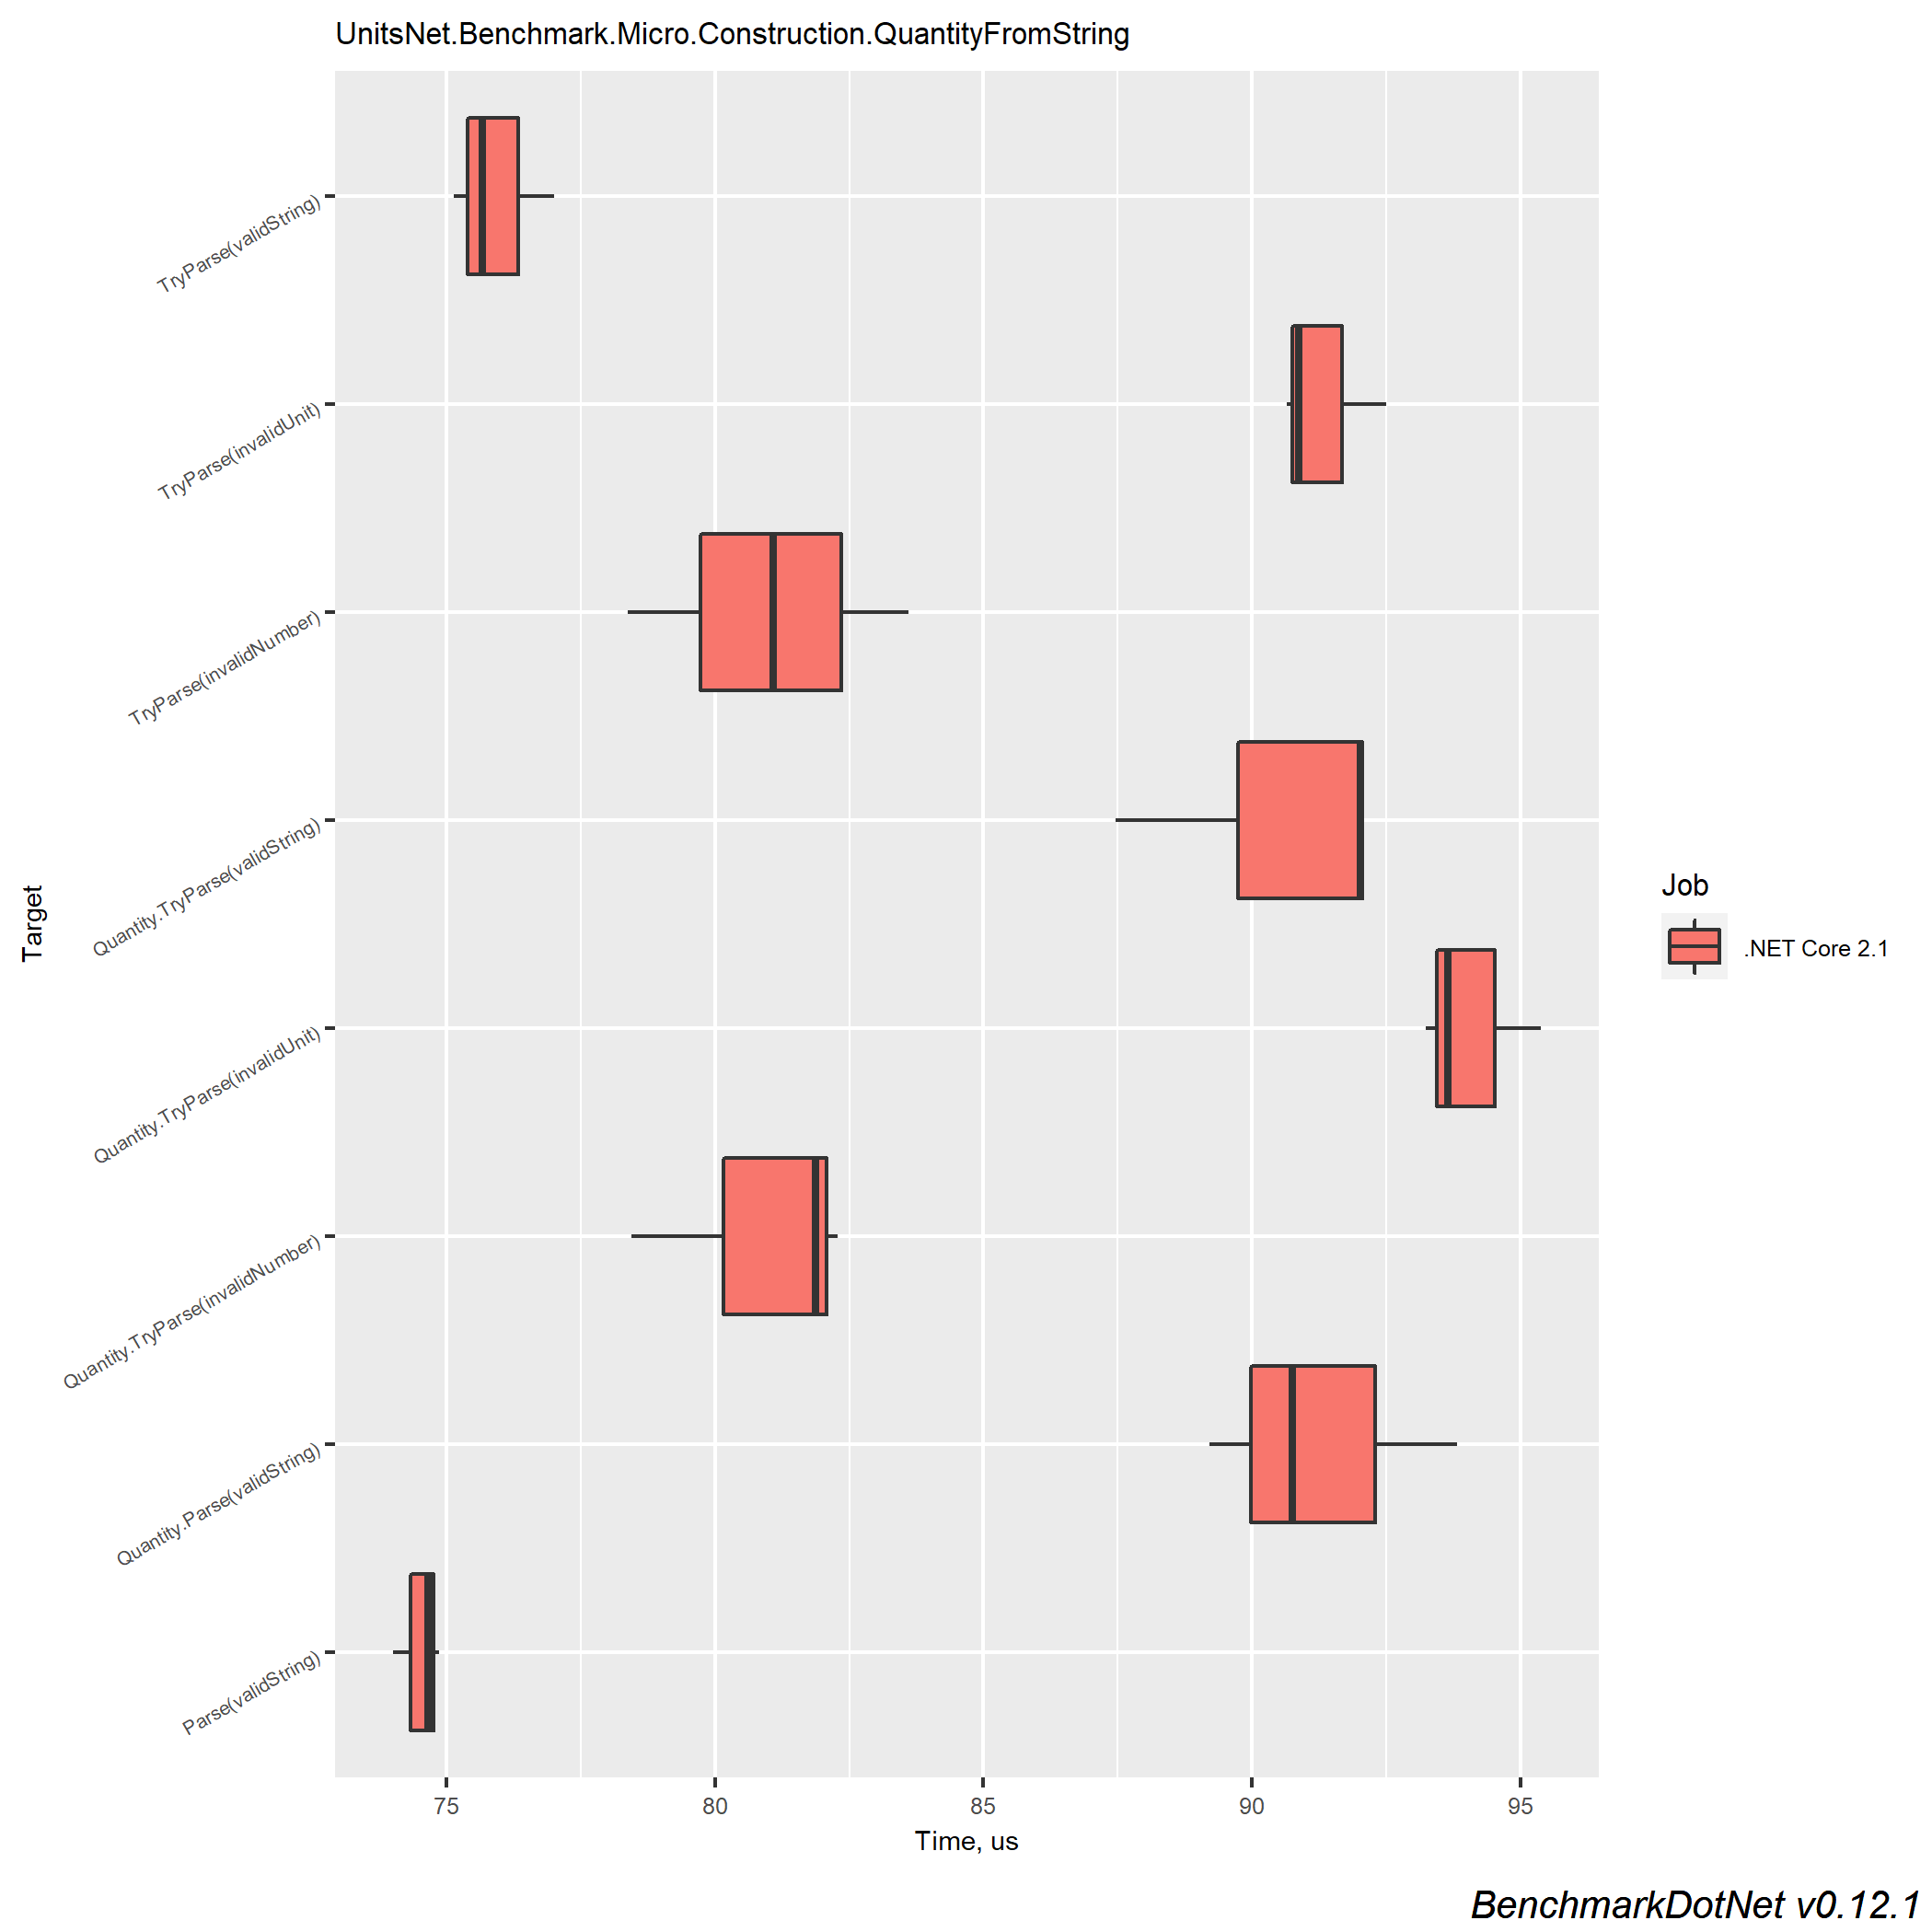 UnitsNet.Benchmark.Micro.Construction.QuantityFromString
TryParse(validString)
TryParse(invalidUnit)
TryParse(invalidNumber)
Quantity.TryParse(validString)
Quantity.TryParse(invalidUnit)
Quantity.TryParse(invalidNumber)
Quantity.Parse(validString)
Parse(validString)
Target
75 80 85 90 95
Time, us
Job
.NET Core 2.1
BenchmarkDotNet v0.12.1